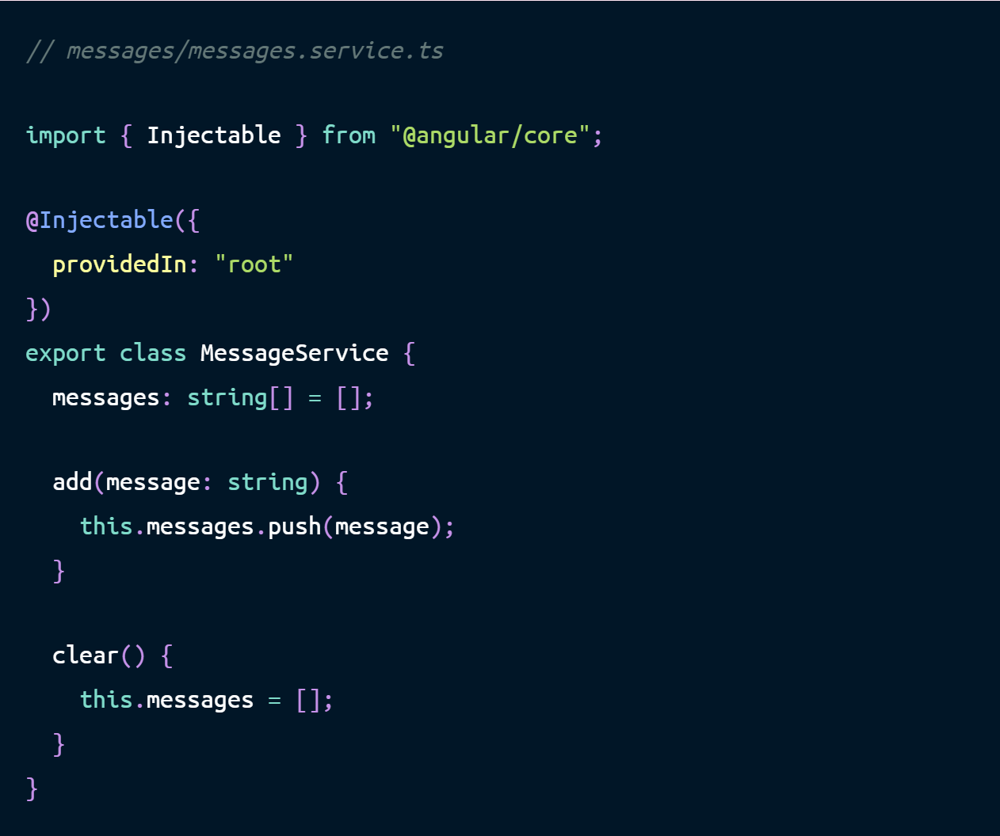 // messages/messages.service.ts
import { Injectable } from "@angular/core";
@Injectable({
  providedIn: "root"
})
export class MessageService {
  messages: string[] = [];
  add(message: string) {
    this.messages.push(message);
  }
  clear() {
    this.messages = [];
  }
}